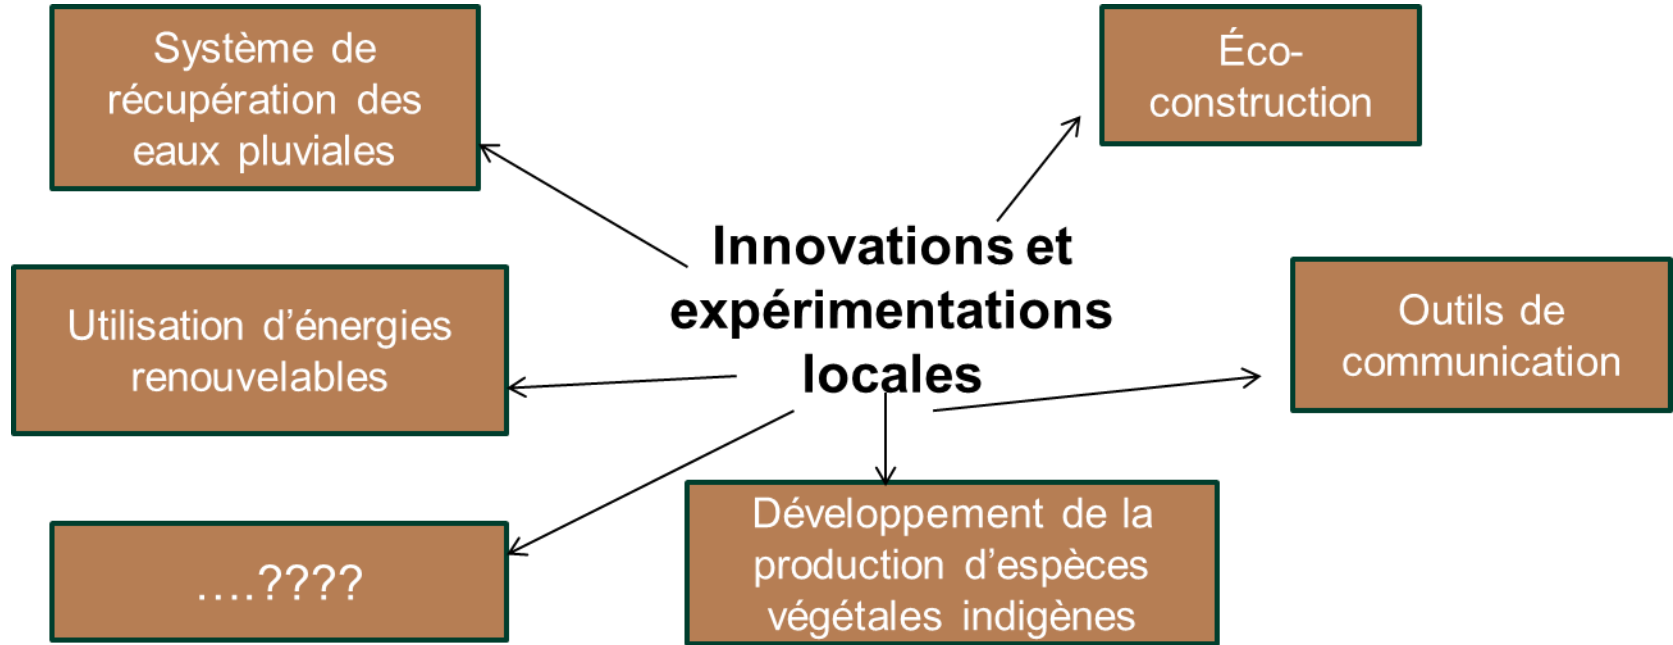 Système de
récupération des
eaux pluviales
Éco-
construction
Innovations et
expérimentations
locales
Utilisation d’énergies
renouvelables
Outils de
communication
….????
Développement de la
production d’espèces
végétales indigènes